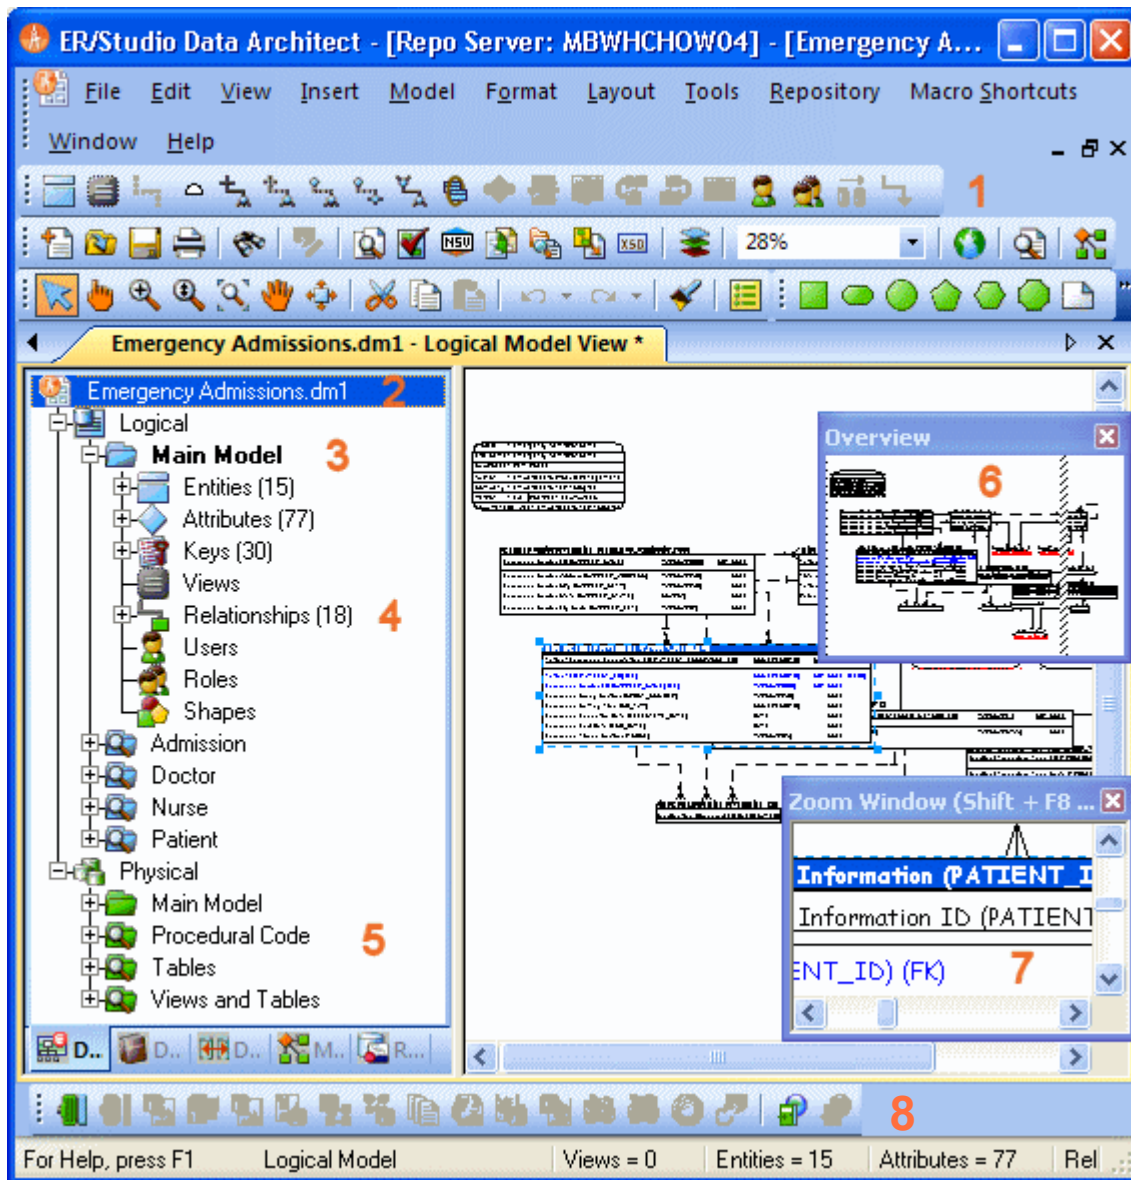 ER/Studio Data Architect - [Repo Server: MBWHCHOW04] - [Emergency A...
File Edit View Insert Model Format Layout Tools Repository Macro Shortcuts
Window Help
1
NSV XSD 28%
Emergency Admissions.dm1 - Logical Model View *
Emergency Admissions.dm1 2
Logical
Main Model 3
Entities (15)
Attributes (77)
Keys (30)
Views
Relationships (18) 4
Users
Roles
Shapes
Admission
Doctor
Nurse
Patient
Physical
Main Model
Procedural Code 5
Tables
Views and Tables
D.. D.. D.. M.. R...
Overview
6
Zoom Window (Shift + F8 ...
Information (PATIENT_I
Information ID (PATIENT
ENT_ID) (FK) 7
8
For Help, press F1 Logical Model Views = 0 Entities = 15 Attributes = 77 Rel